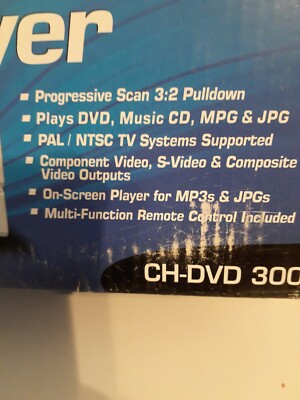 yer
▪ Progressive Scan 3:2 Pulldown
▪ Plays DVD, Music CD, MPG & JPG
▪ PAL / NTSC TV Systems Supported
▪ Component Video, S-Video & Composite
Video Outputs
▪ On-Screen Player for MP3s & JPGs
▪ Multi-Function Remote Control Included
CH-DVD 300